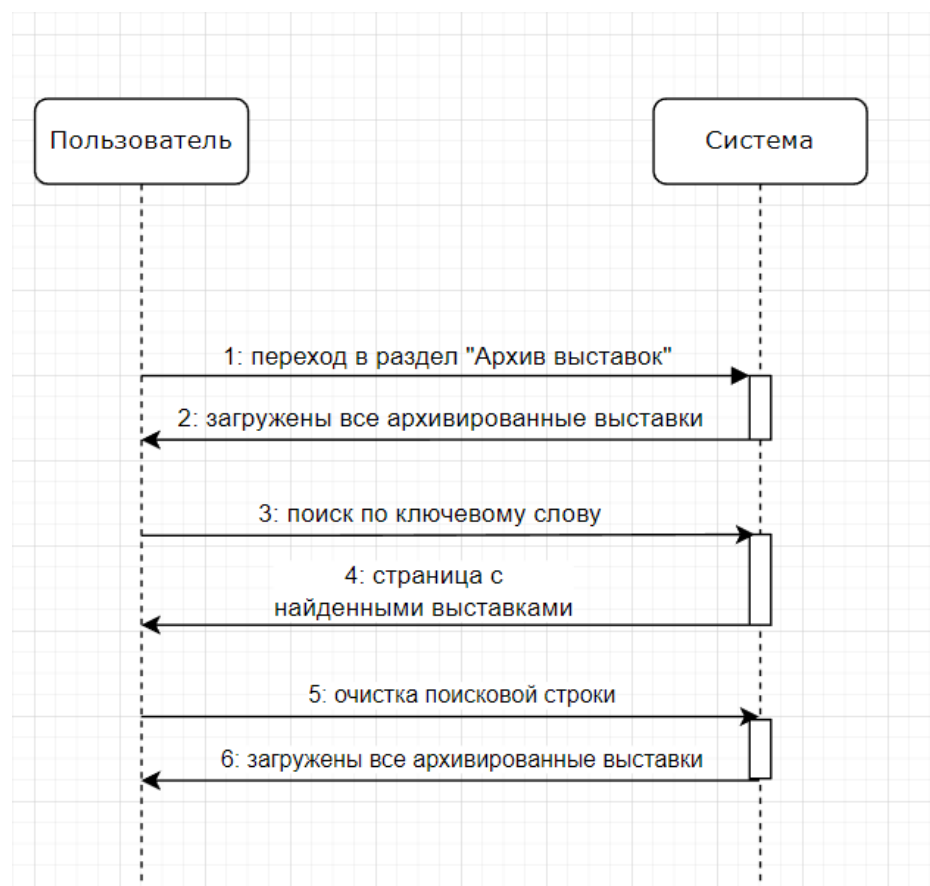 Пользователь
Система
1: переход в раздел "Архив выставок"
2: загружены все архивированные выставки
3: поиск по ключевому слову
4: страница с
найденными выставками
5: очистка поисковой строки
6: загружены все архивированные выставки